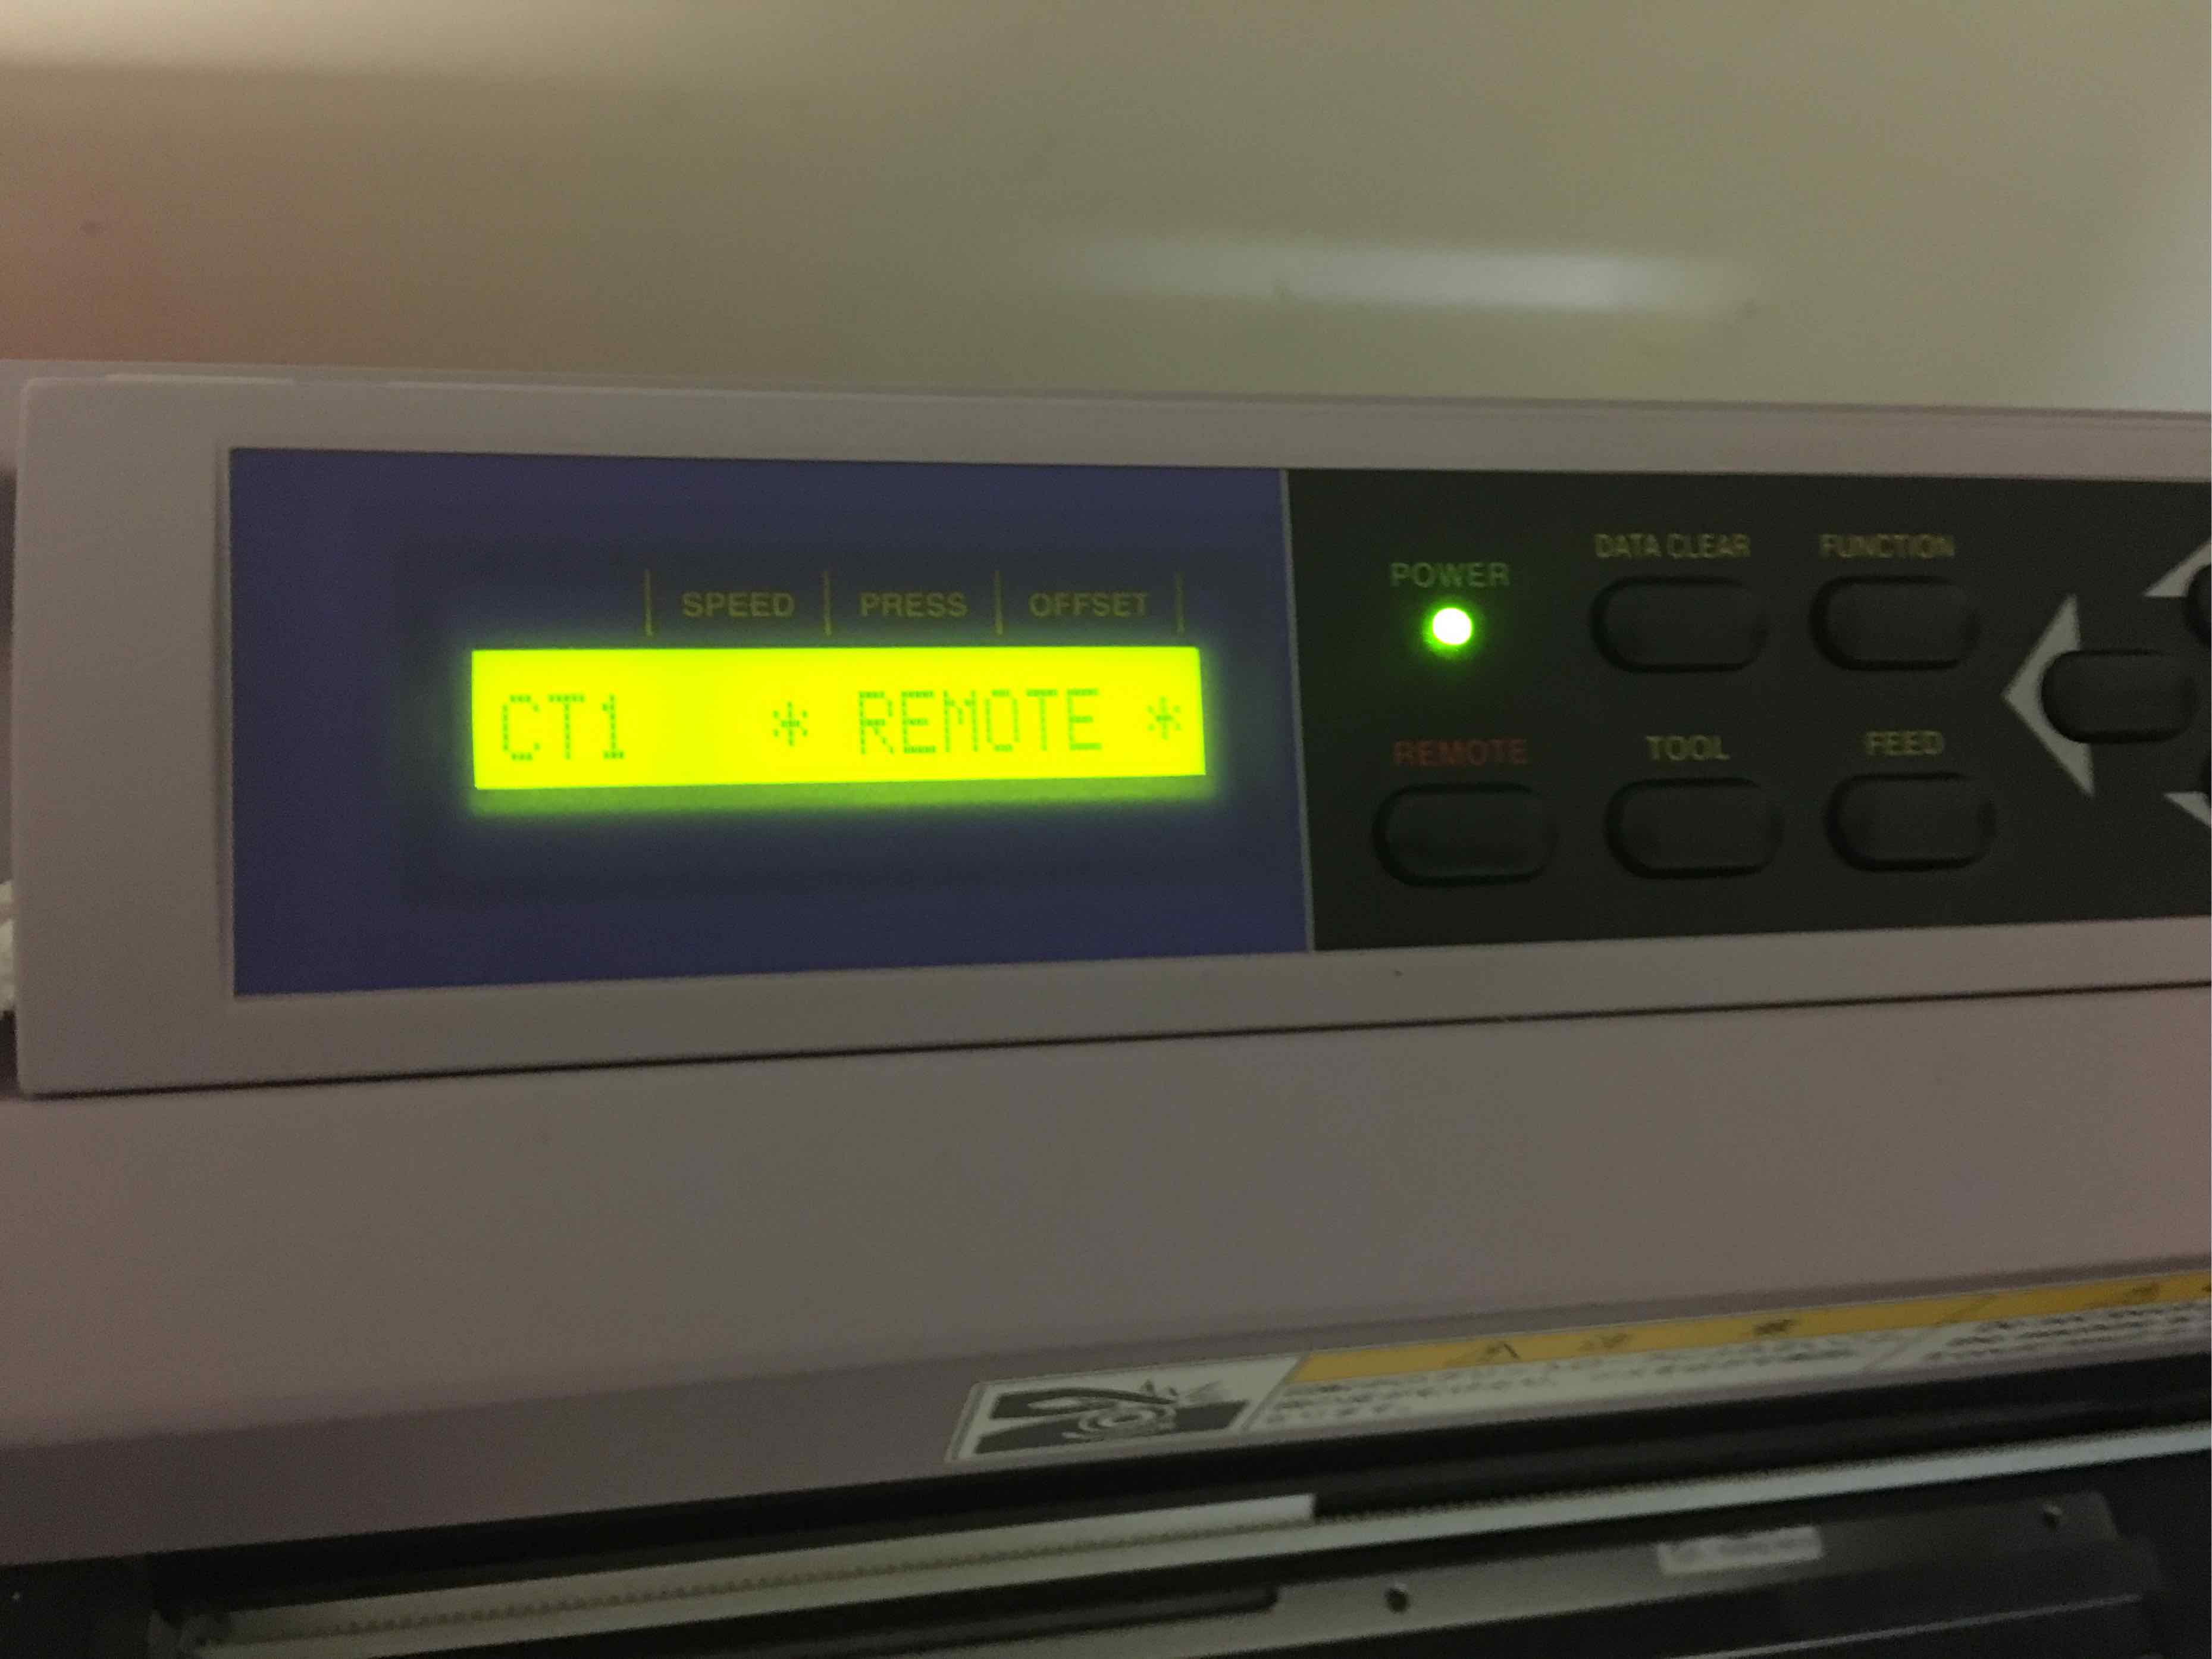 SPEED PRESS OFFSET
CT1 * REMOTE *
POWER
DATA CLEAR
FUNCTION
REMOTE
TOOL
FEED